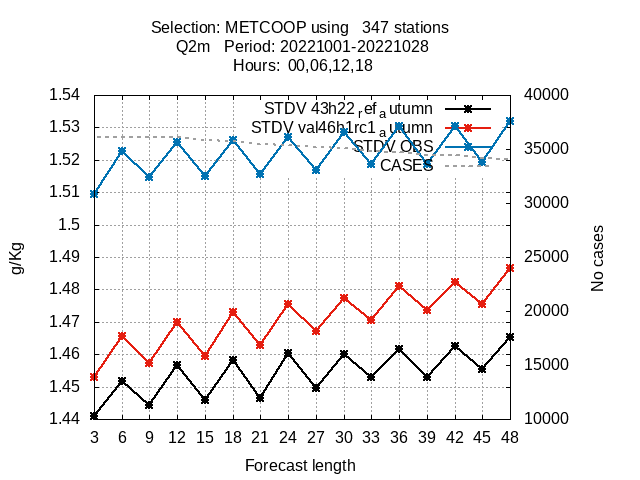 Selection: METCOOP using   347 stations
Q2m   Period: 20221001-20221028
Hours:  00,06,12,18
1.54
1.53
1.52
1.51
1.5
1.49
1.48
1.47
1.46
1.45
1.44
g/Kg
STDV 43h22_ref_autumn
STDV val46h1rc1_autumn
STDV OBS
CASES
40000
35000
30000
25000
20000
15000
10000
No cases
3 6 9 12 15 18 21 24 27 30 33 36 39 42 45 48
Forecast length